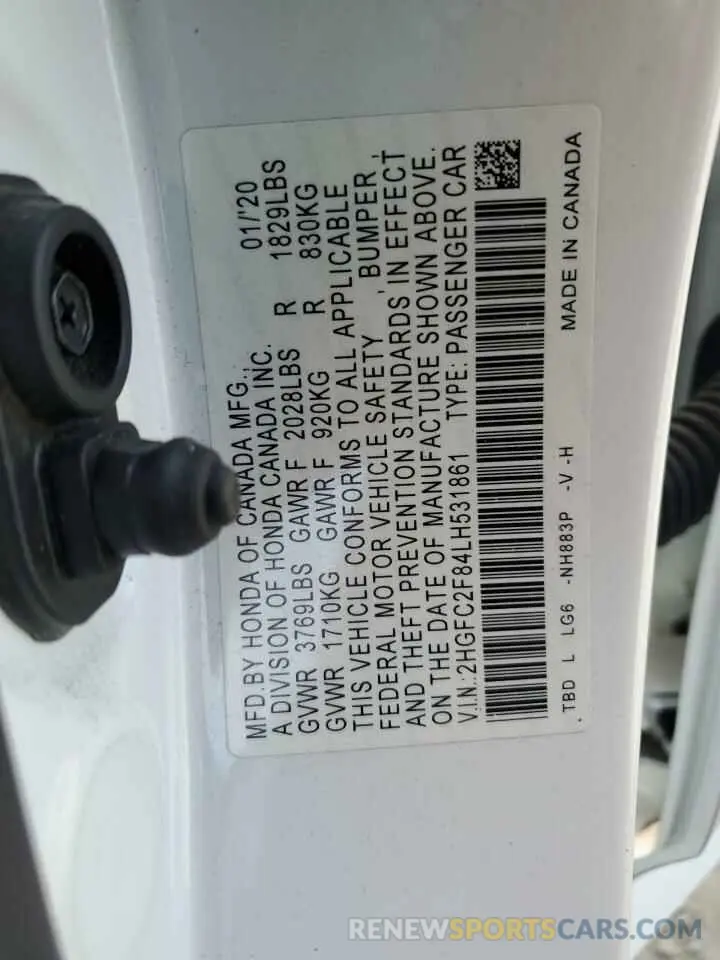 MFD.BY HONDA OF CANADA MFG.,
A DIVISION OF HONDA CANADA INC. 01/'20
GVWR 3769LBS GAWR F 2028LBS R 1829LBS
GVWR 1710KG GAWR F 920KG R 830KG
THIS VEHICLE CONFORMS TO ALL APPLICABLE
FEDERAL MOTOR VEHICLE SAFETY , BUMPER ,
AND THEFT PREVENTION STANDARDS IN EFFECT
ON THE DATE OF MANUFACTURE SHOWN ABOVE.
V.I.N.:2HGFC2F84LH531861 TYPE: PASSENGER CAR
TBD L LG6 -NH883P -V -H MADE IN CANADA
RENEWSPORTSCARS.COM